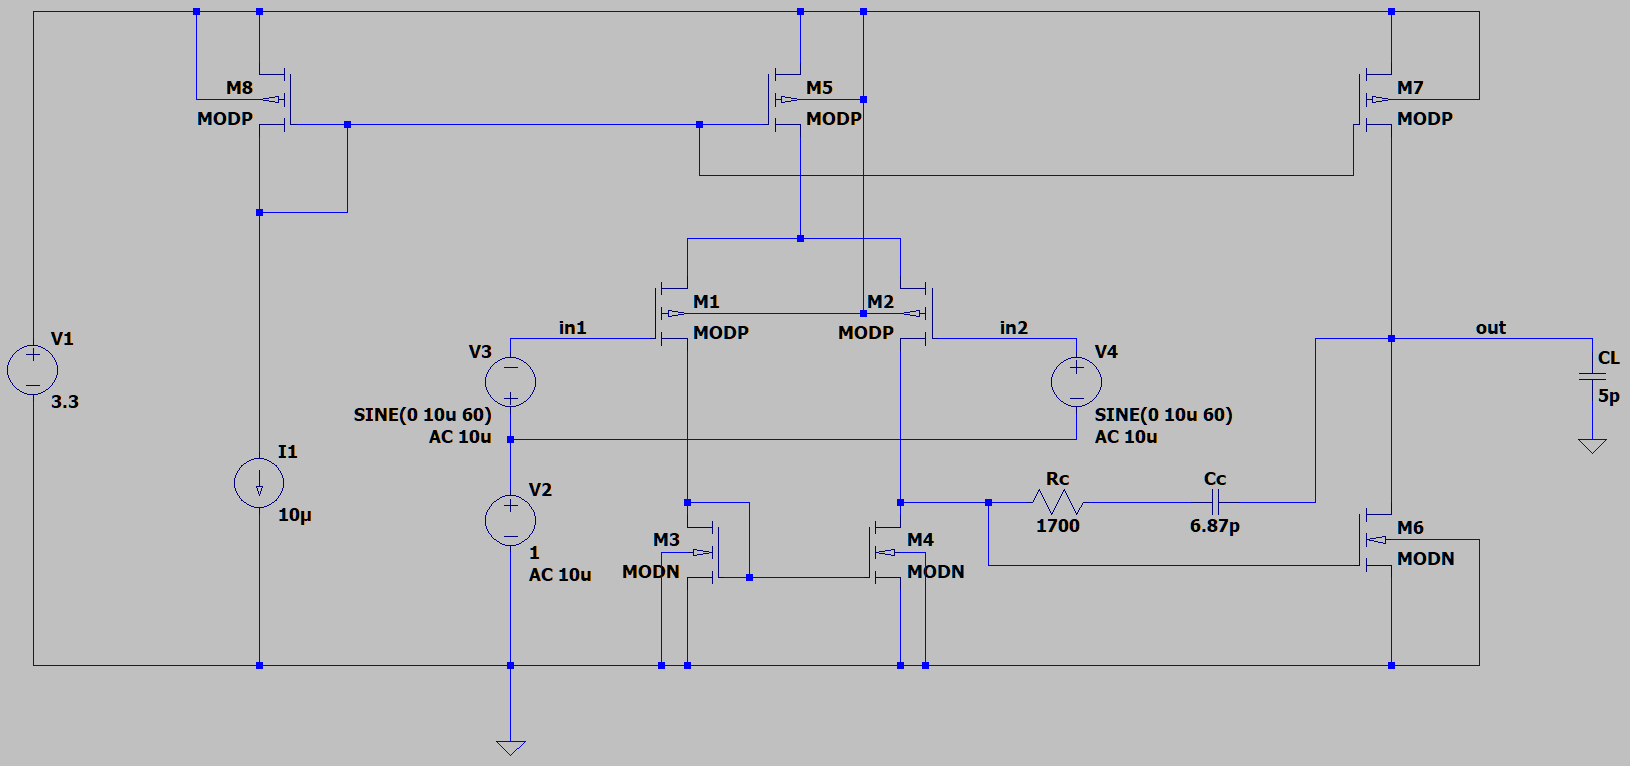 M8
MODP
M5
MODP
M7
MODP
M1
MODP
M2
MODP
in1
in2
out
V1
3.3
V3
SINE(0 10u 60)
AC 10u
V4
SINE(0 10u 60)
AC 10u
CL
5p
I1
10µ
V2
1
AC 10u
Rc
1700
Cc
6.87p
M3
MODN
M4
MODN
M6
MODN